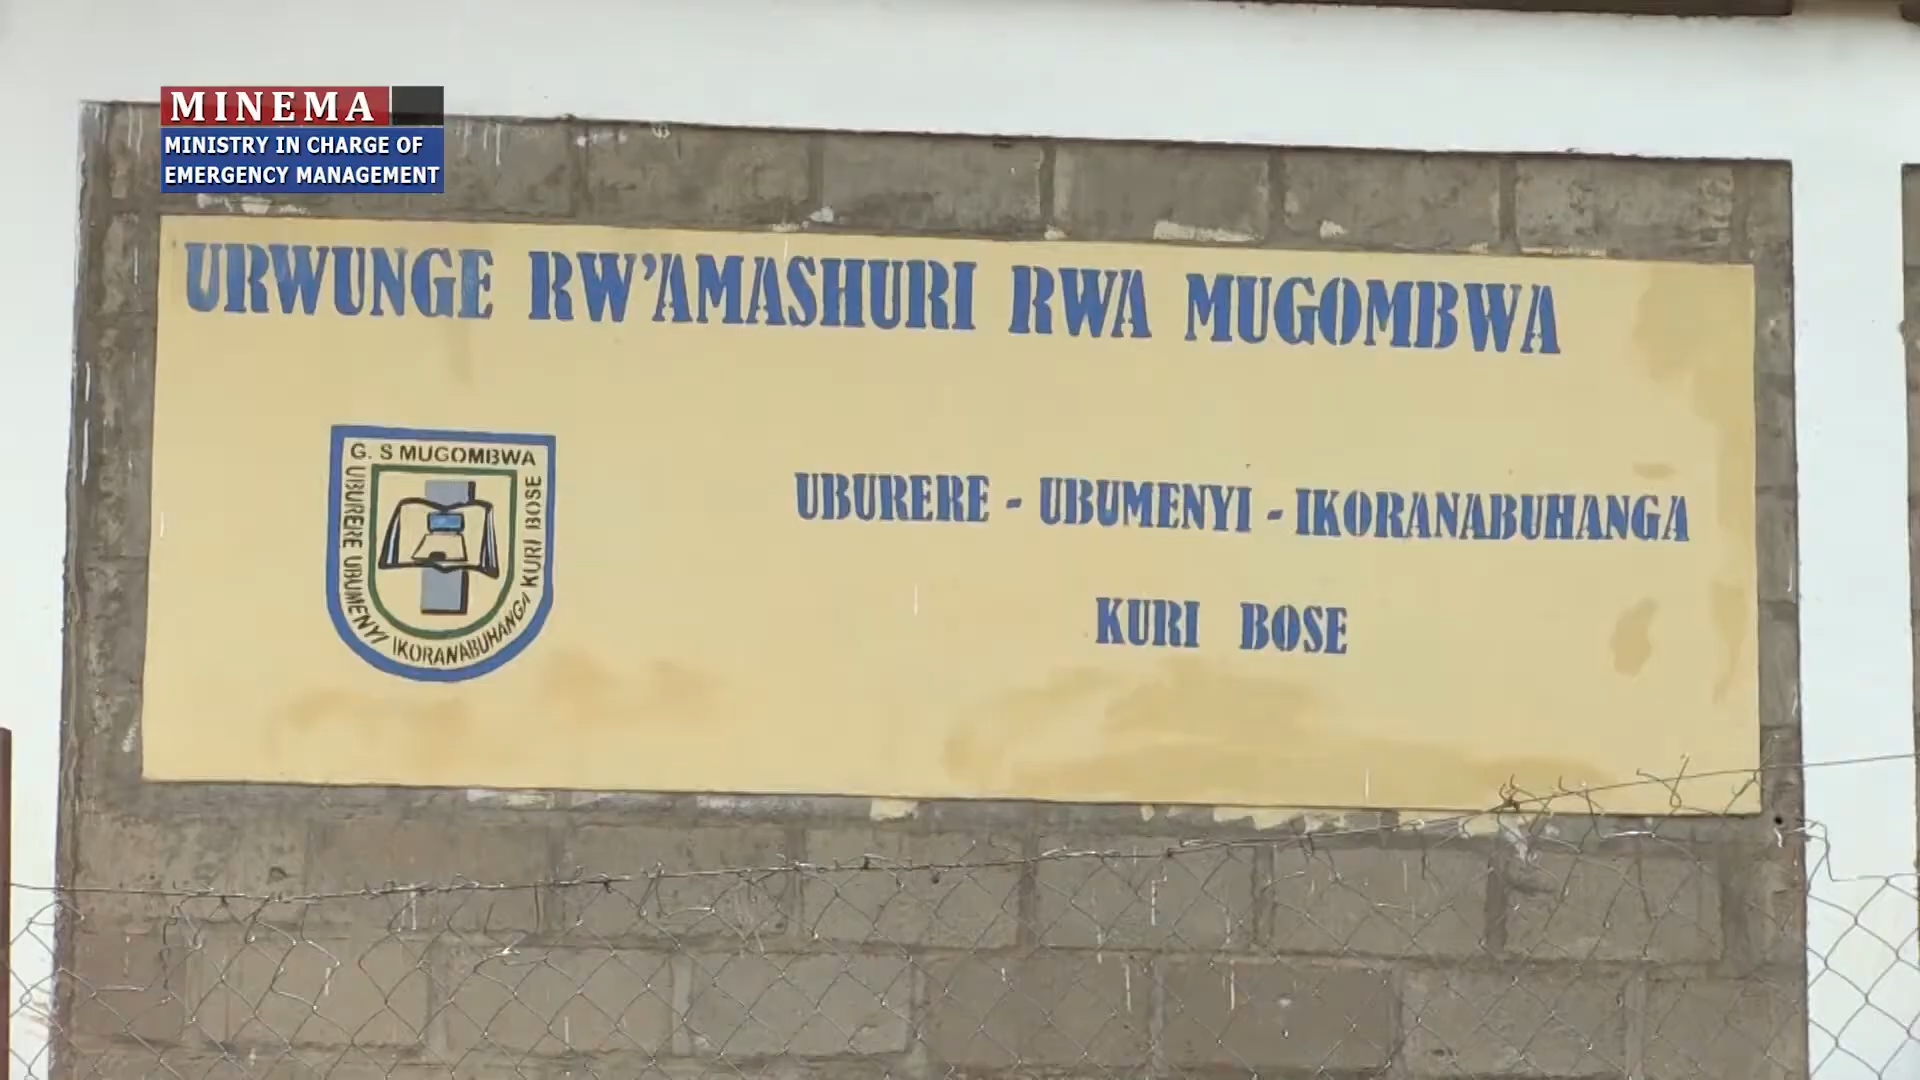 MINEMA
MINISTRY IN CHARGE OF
EMERGENCY MANAGEMENT
URWUNGE RW'AMASHURI RWA MUGOMBWA
G. S MUGOMBWA
UBURERE UBUMENYI IKORANABUHANGA KURI BOSE
UBURERE - UBUMENYI - IKORANABUHANGA
KURI BOSE